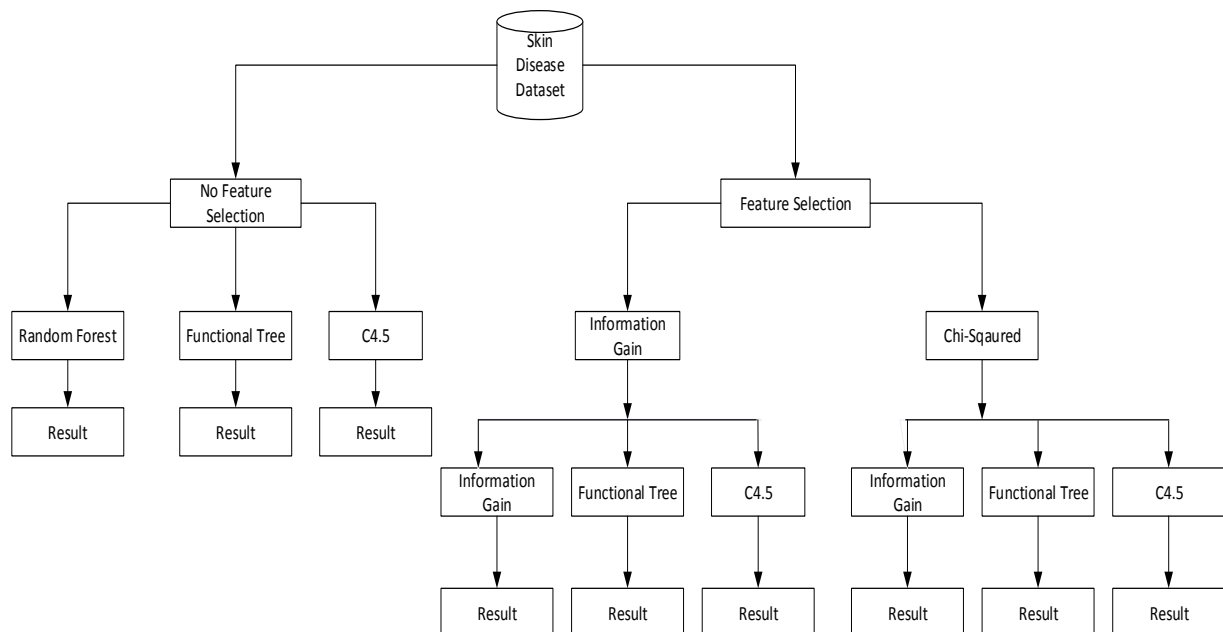 Skin
Disease
Dataset
No Feature
Selection
Feature Selection
Random Forest
Functional Tree
C4.5
Information
Gain
Chi-Sqaured
Result
Result
Result
Information
Gain
Functional Tree
C4.5
Information
Gain
Functional Tree
C4.5
Result
Result
Result
Result
Result
Result